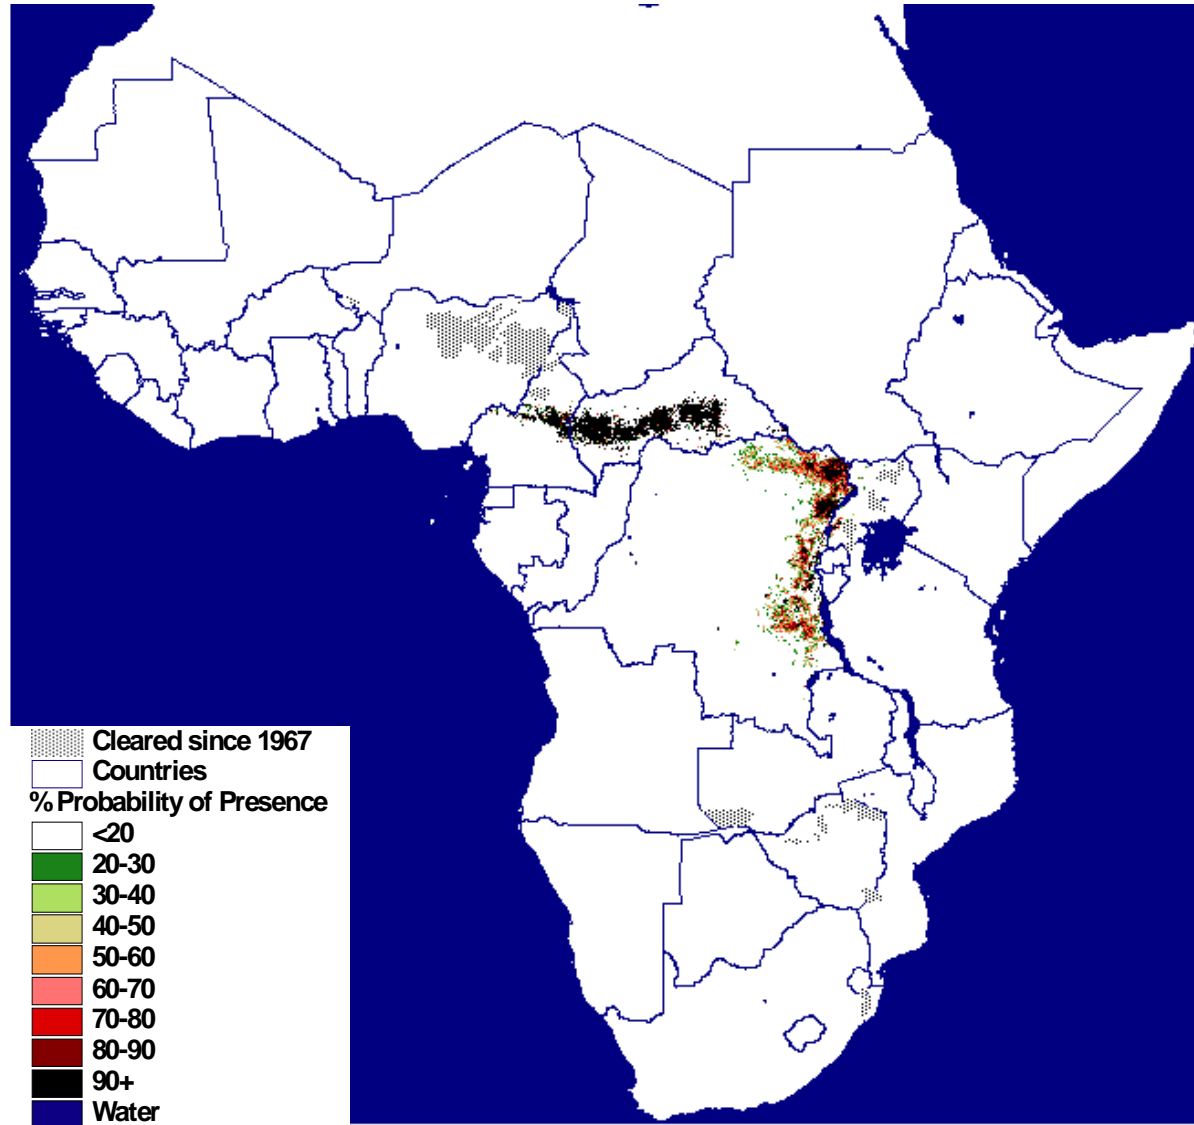 Cleared since 1967
Countries
% Probability of Presence
<20
20-30
30-40
40-50
50-60
60-70
70-80
80-90
90+
Water